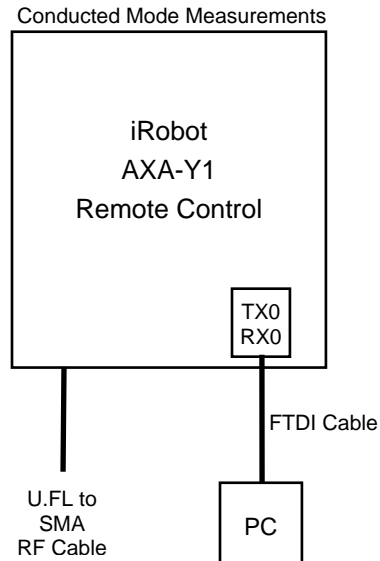 Conducted Mode Measurements
iRobot
AXA-Y1
Remote Control
TX0
RX0
FTDI Cable
U.FL to
SMA
RF Cable
PC